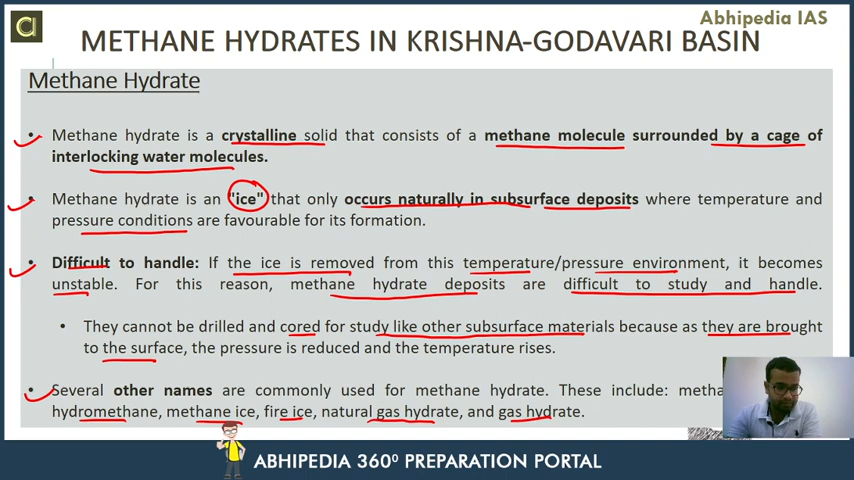 a
Abhipedia IAS
METHANE HYDRATES IN KRISHNA-GODAVARI BASIN
Methane Hydrate
• Methane hydrate is a crystalline solid that consists of a methane molecule surrounded by a cage of
interlocking water molecules.
• Methane hydrate is an "ice" that only occurs naturally in subsurface deposits where temperature and
pressure conditions are favourable for its formation.
• Difficult to handle: If the ice is removed from this temperature/pressure environment, it becomes
unstable. For this reason, methane hydrate deposits are difficult to study and handle.
• They cannot be drilled and cored for study like other subsurface materials because as they are brought
to the surface, the pressure is reduced and the temperature rises.
• Several other names are commonly used for methane hydrate. These include:
hydromethane, methane ice, fire ice, natural gas hydrate, and gas hydrate.
ABHIPEDIA 360⁰ PREPARATION PORTAL